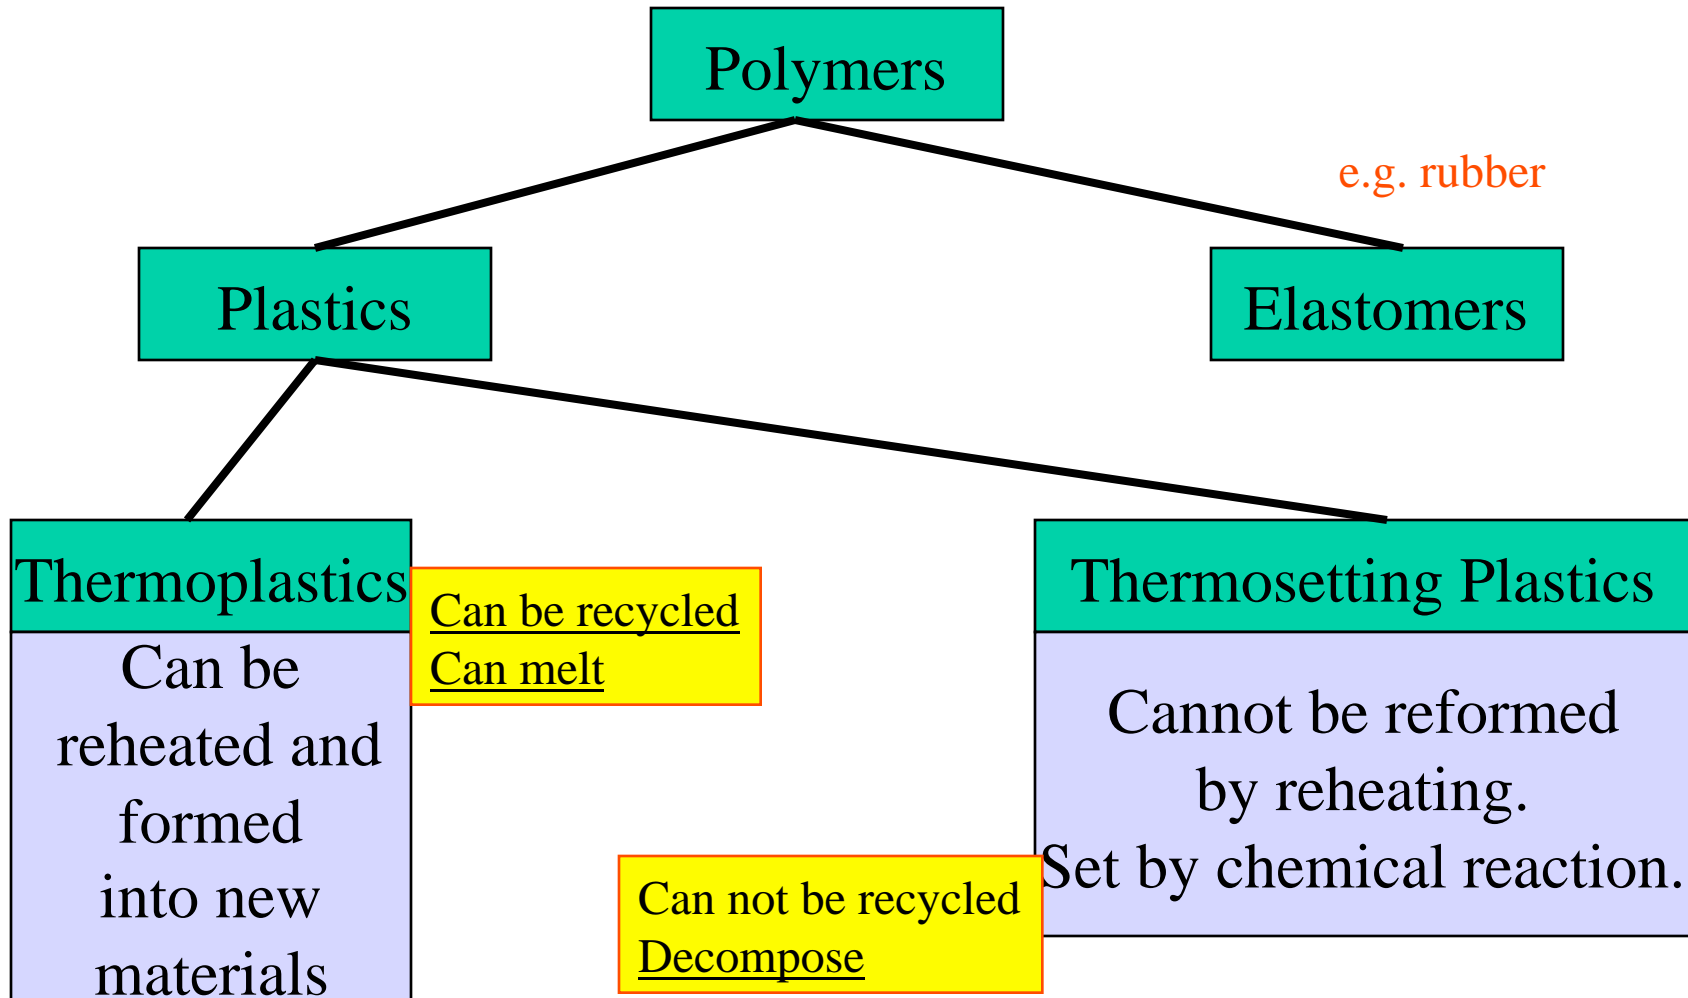 Polymers
e.g. rubber
Plastics
Elastomers
Thermoplastics
Can be recycled
Can melt
Can be
reheated and
formed
into new
materials
Thermosetting Plastics
Cannot be reformed
by reheating.
Set by chemical reaction.
Can not be recycled
Decompose